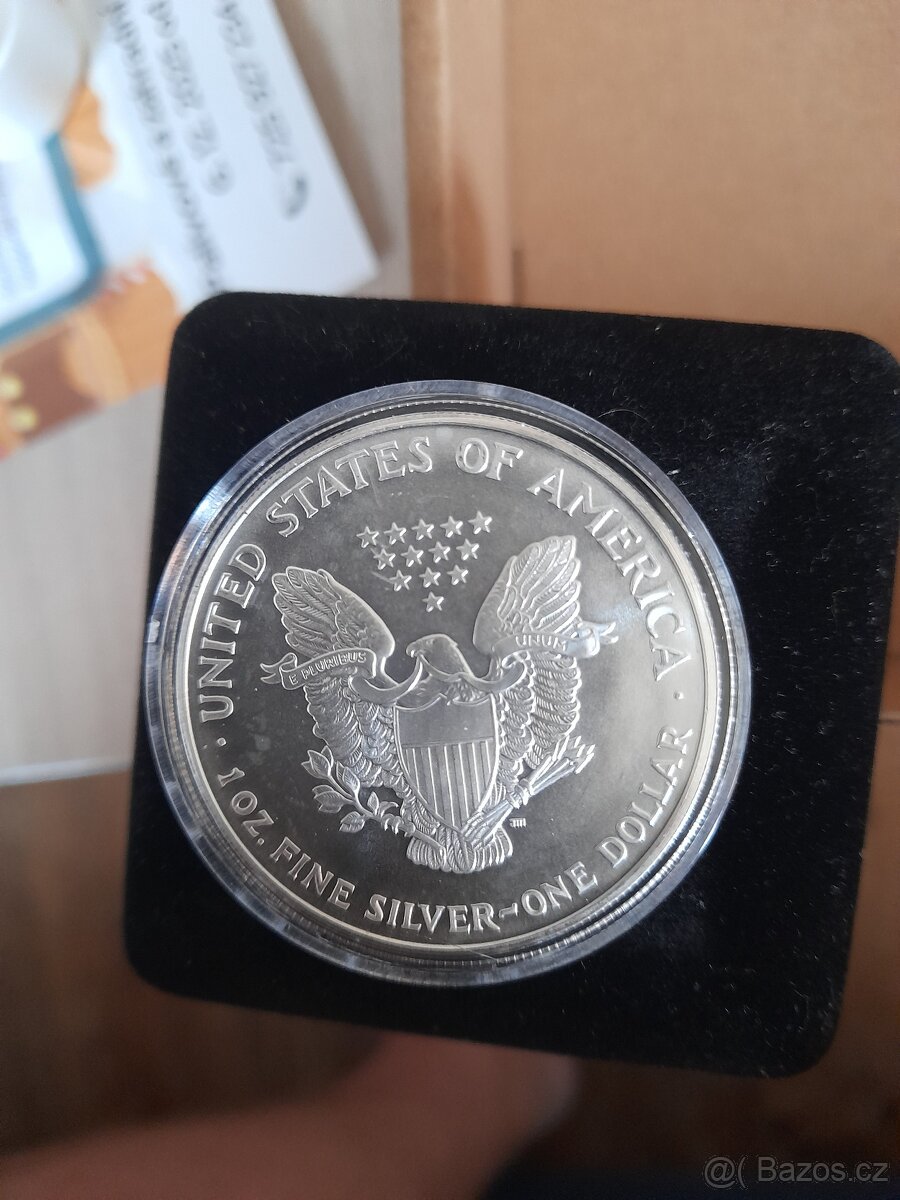 UNITED STATES OF AMERICA
E PLURIBUS UNUM
1 OZ. FINE SILVER~ONE DOLLAR
@( Bazos.cz